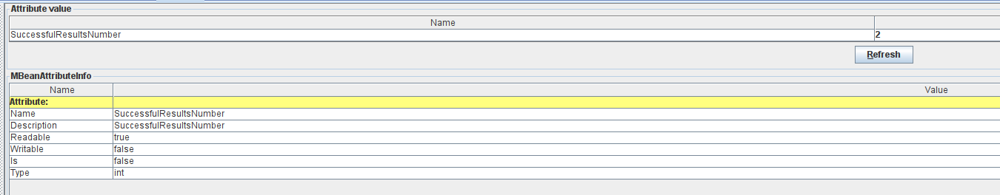 Attribute value
Name
SuccessfulResultsNumber 2
Refresh
MBeanAttributeInfo
Name Value
Attribute:
Name SuccessfulResultsNumber
Description SuccessfulResultsNumber
Readable true
Writable false
Is false
Type int